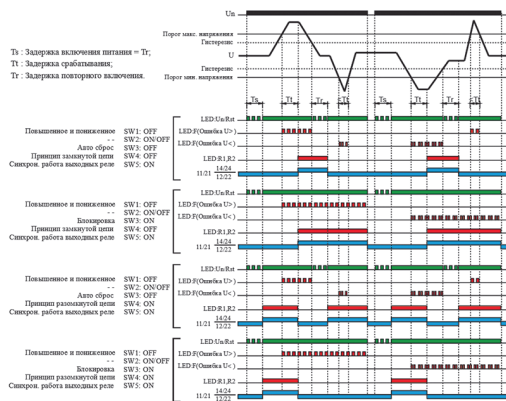 Un
Порог макс. напряжения
Гистерезис
U
Гистерезис
Порог мин. напряжения
Ts : Задержка включения питания = Tr;
Tt : Задержка срабатывания;
Tr : Задержка повторного включения.
Ts Tt Tr <Tt Ts Tt Tr <Tt
LED:Un/Rst
LED:F(Ошибка U>)
LED:F(Ошибка U<)
LED:R1,R2
11/21 14/24
12/22
Повышенное и пониженное SW1: OFF
- - SW2: ON/OFF
Авто сброс SW3: OFF
Принцип замкнутой цепи SW4: OFF
Синхрон. работа выходных реле SW5: ON
LED:Un/Rst
LED:F(Ошибка U>)
LED:F(Ошибка U<)
LED:R1,R2
11/21 14/24
12/22
Повышенное и пониженное SW1: OFF
- - SW2: ON/OFF
Блокировка SW3: ON
Принцип замкнутой цепи SW4: OFF
Синхрон. работа выходных реле SW5: ON
LED:Un/Rst
LED:F(Ошибка U>)
LED:F(Ошибка U<)
LED:R1,R2
11/21 14/24
12/22
Повышенное и пониженное SW1: OFF
- - SW2: ON/OFF
Авто сброс SW3: OFF
Принцип разомкнутой цепи SW4: ON
Синхрон. работа выходных реле SW5: ON
LED:Un/Rst
LED:F(Ошибка U>)
LED:F(Ошибка U<)
LED:R1,R2
11/21 14/24
12/22
Повышенное и пониженное SW1: OFF
- - SW2: ON/OFF
Блокировка SW3: ON
Принцип разомкнутой цепи SW4: ON
Синхрон. работа выходных реле SW5: ON